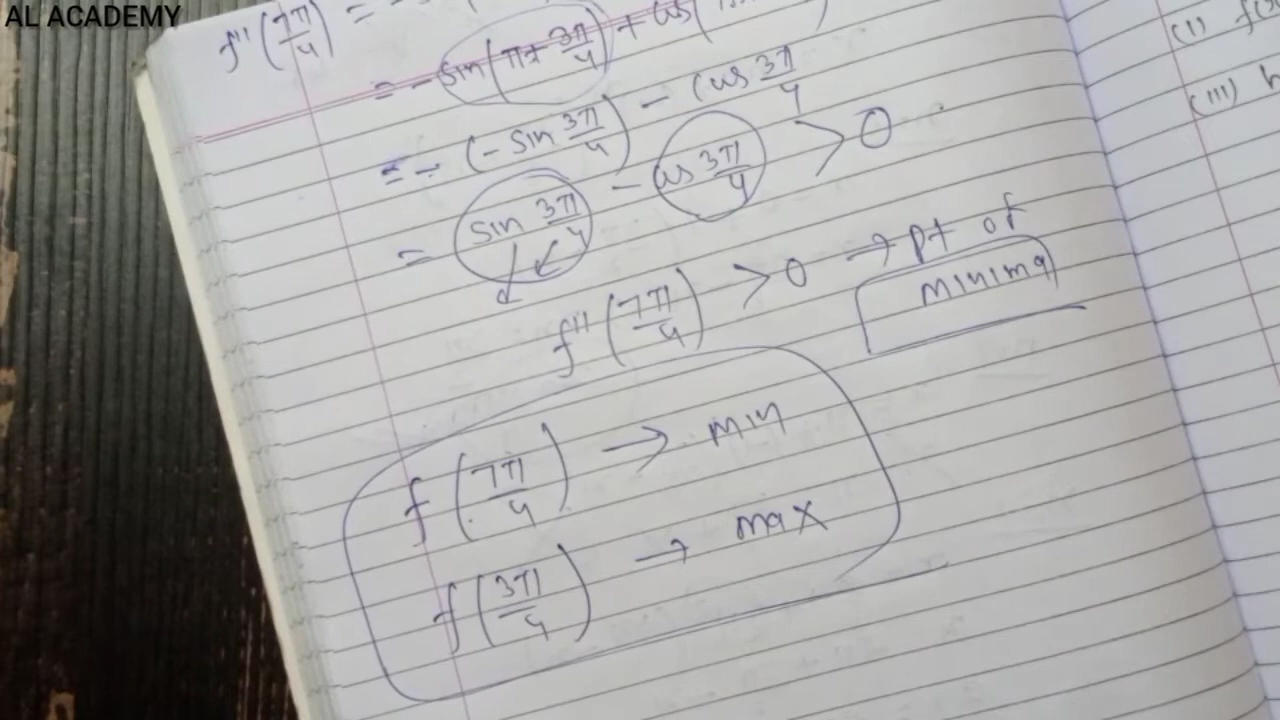 AL ACADEMY
f''(7π/4) = -
= - sin(π + 3π/4) + cos(
= - (- sin 3π/4) - cos 3π/4
= sin 3π/4 - cos 3π/4 > 0
f''(7π/4) > 0 → pt of
minima
f(7π/4) → min
f(3π/4) → max
(i) f(
(iii) h